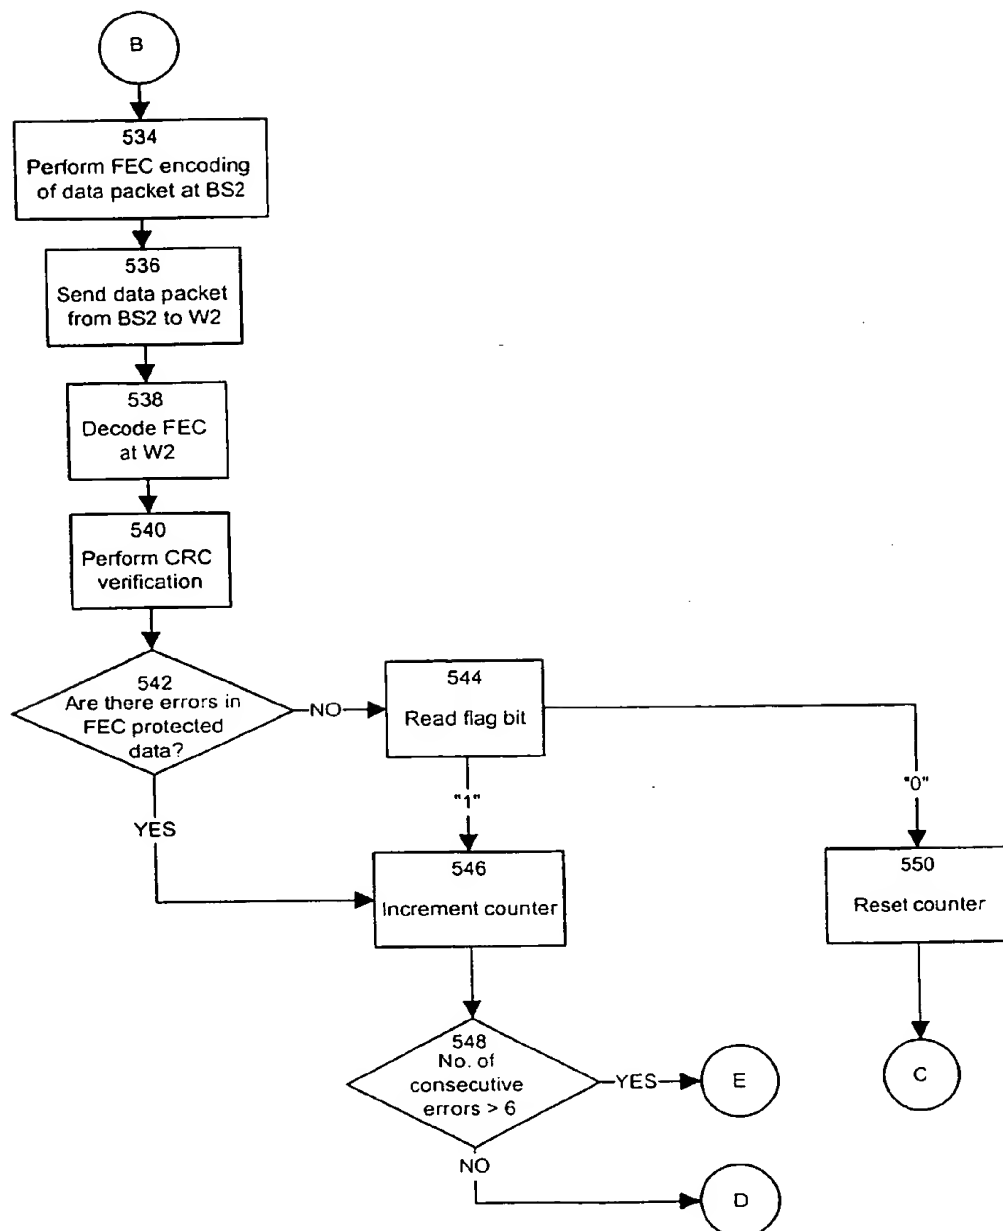 B
534
Perform FEC encoding
of data packet at BS2
536
Send data packet
from BS2 to W2
538
Decode FEC
at W2
540
Perform CRC
verification
542
Are there errors in
FEC protected
data?
NO
544
Read flag bit
"1"
"0"
YES
546
Increment counter
550
Reset counter
548
No. of
consecutive
errors > 6
YES
E
C
NO
D